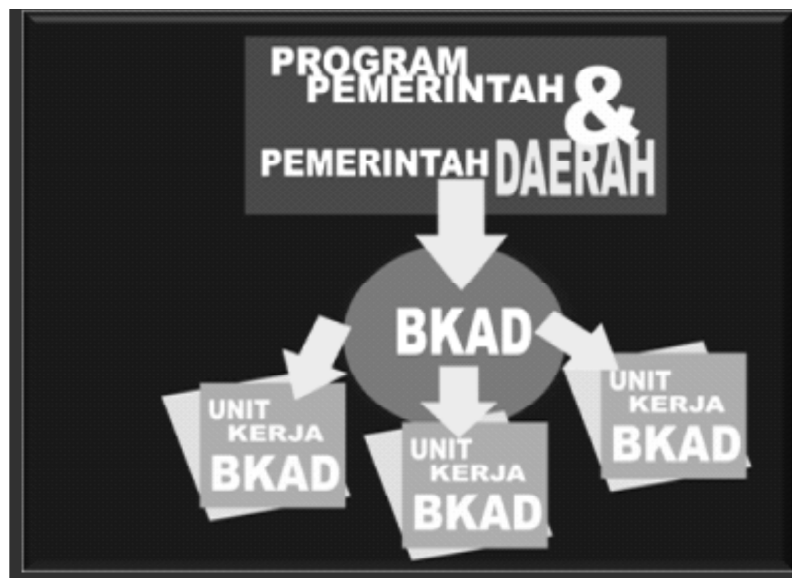 PROGRAM
PEMERINTAH &
PEMERINTAH DAERAH
BKAD
UNIT
KERJA
BKAD
UNIT
KERJA
BKAD
UNIT
KERJA
BKAD